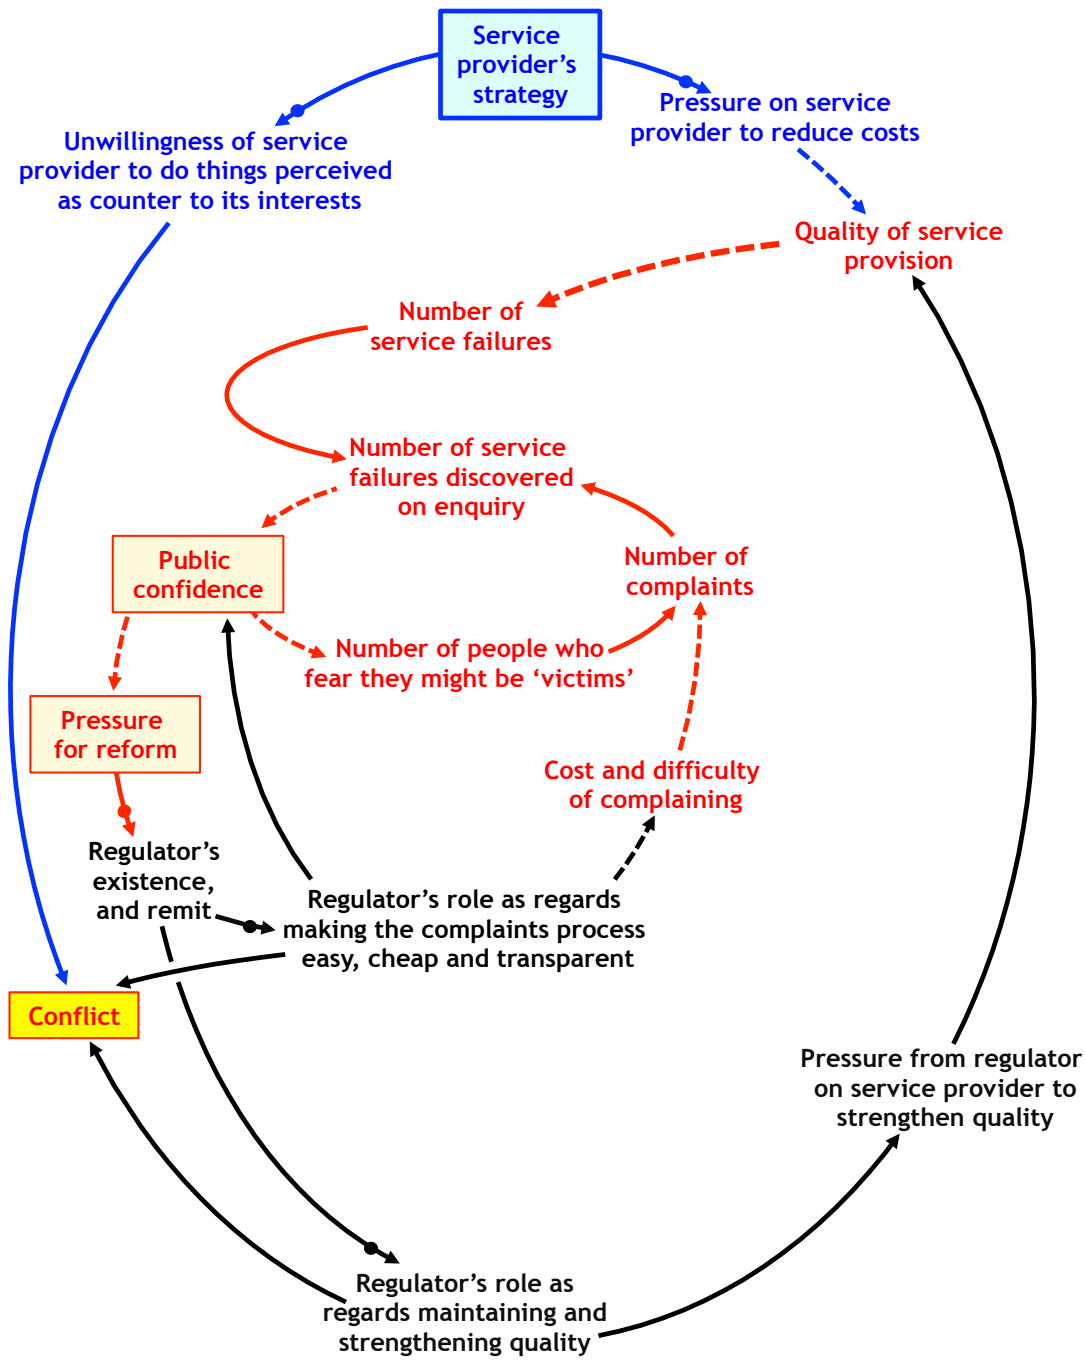 Service
provider’s
strategy
Pressure on service
provider to reduce costs
Unwillingness of service
provider to do things perceived
as counter to its interests
Quality of service
provision
Number of
service failures
Number of service
failures discovered
on enquiry
Public
confidence
Number of
complaints
Number of people who
fear they might be ‘victims’
Pressure
for reform
Cost and difficulty
of complaining
Regulator’s
existence,
and remit
Regulator’s role as regards
making the complaints process
easy, cheap and transparent
Conflict
Pressure from regulator
on service provider to
strengthen quality
Regulator’s role as
regards maintaining and
strengthening quality